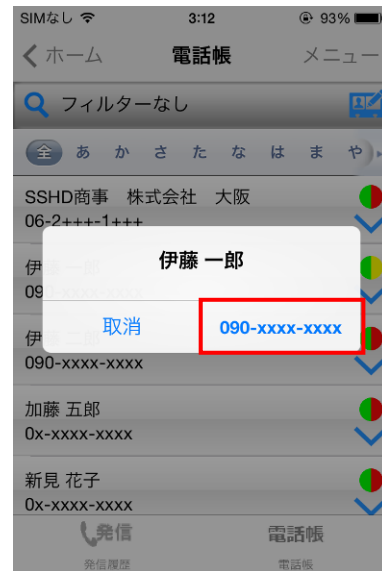 SIMなし 3:12 93%
ホーム 電話帳 メニュー
フィルターなし
全 あ か さ た な は ま や
SSHD商事 株式会社 大阪
06-2+++-1+++
伊藤 一郎
取消 090-xxxx-xxxx
090-xxxx-xxxx
加藤 五郎
0x-xxxx-xxxx
新見 花子
0x-xxxx-xxxx
発信 電話帳
発信履歴 電話帳